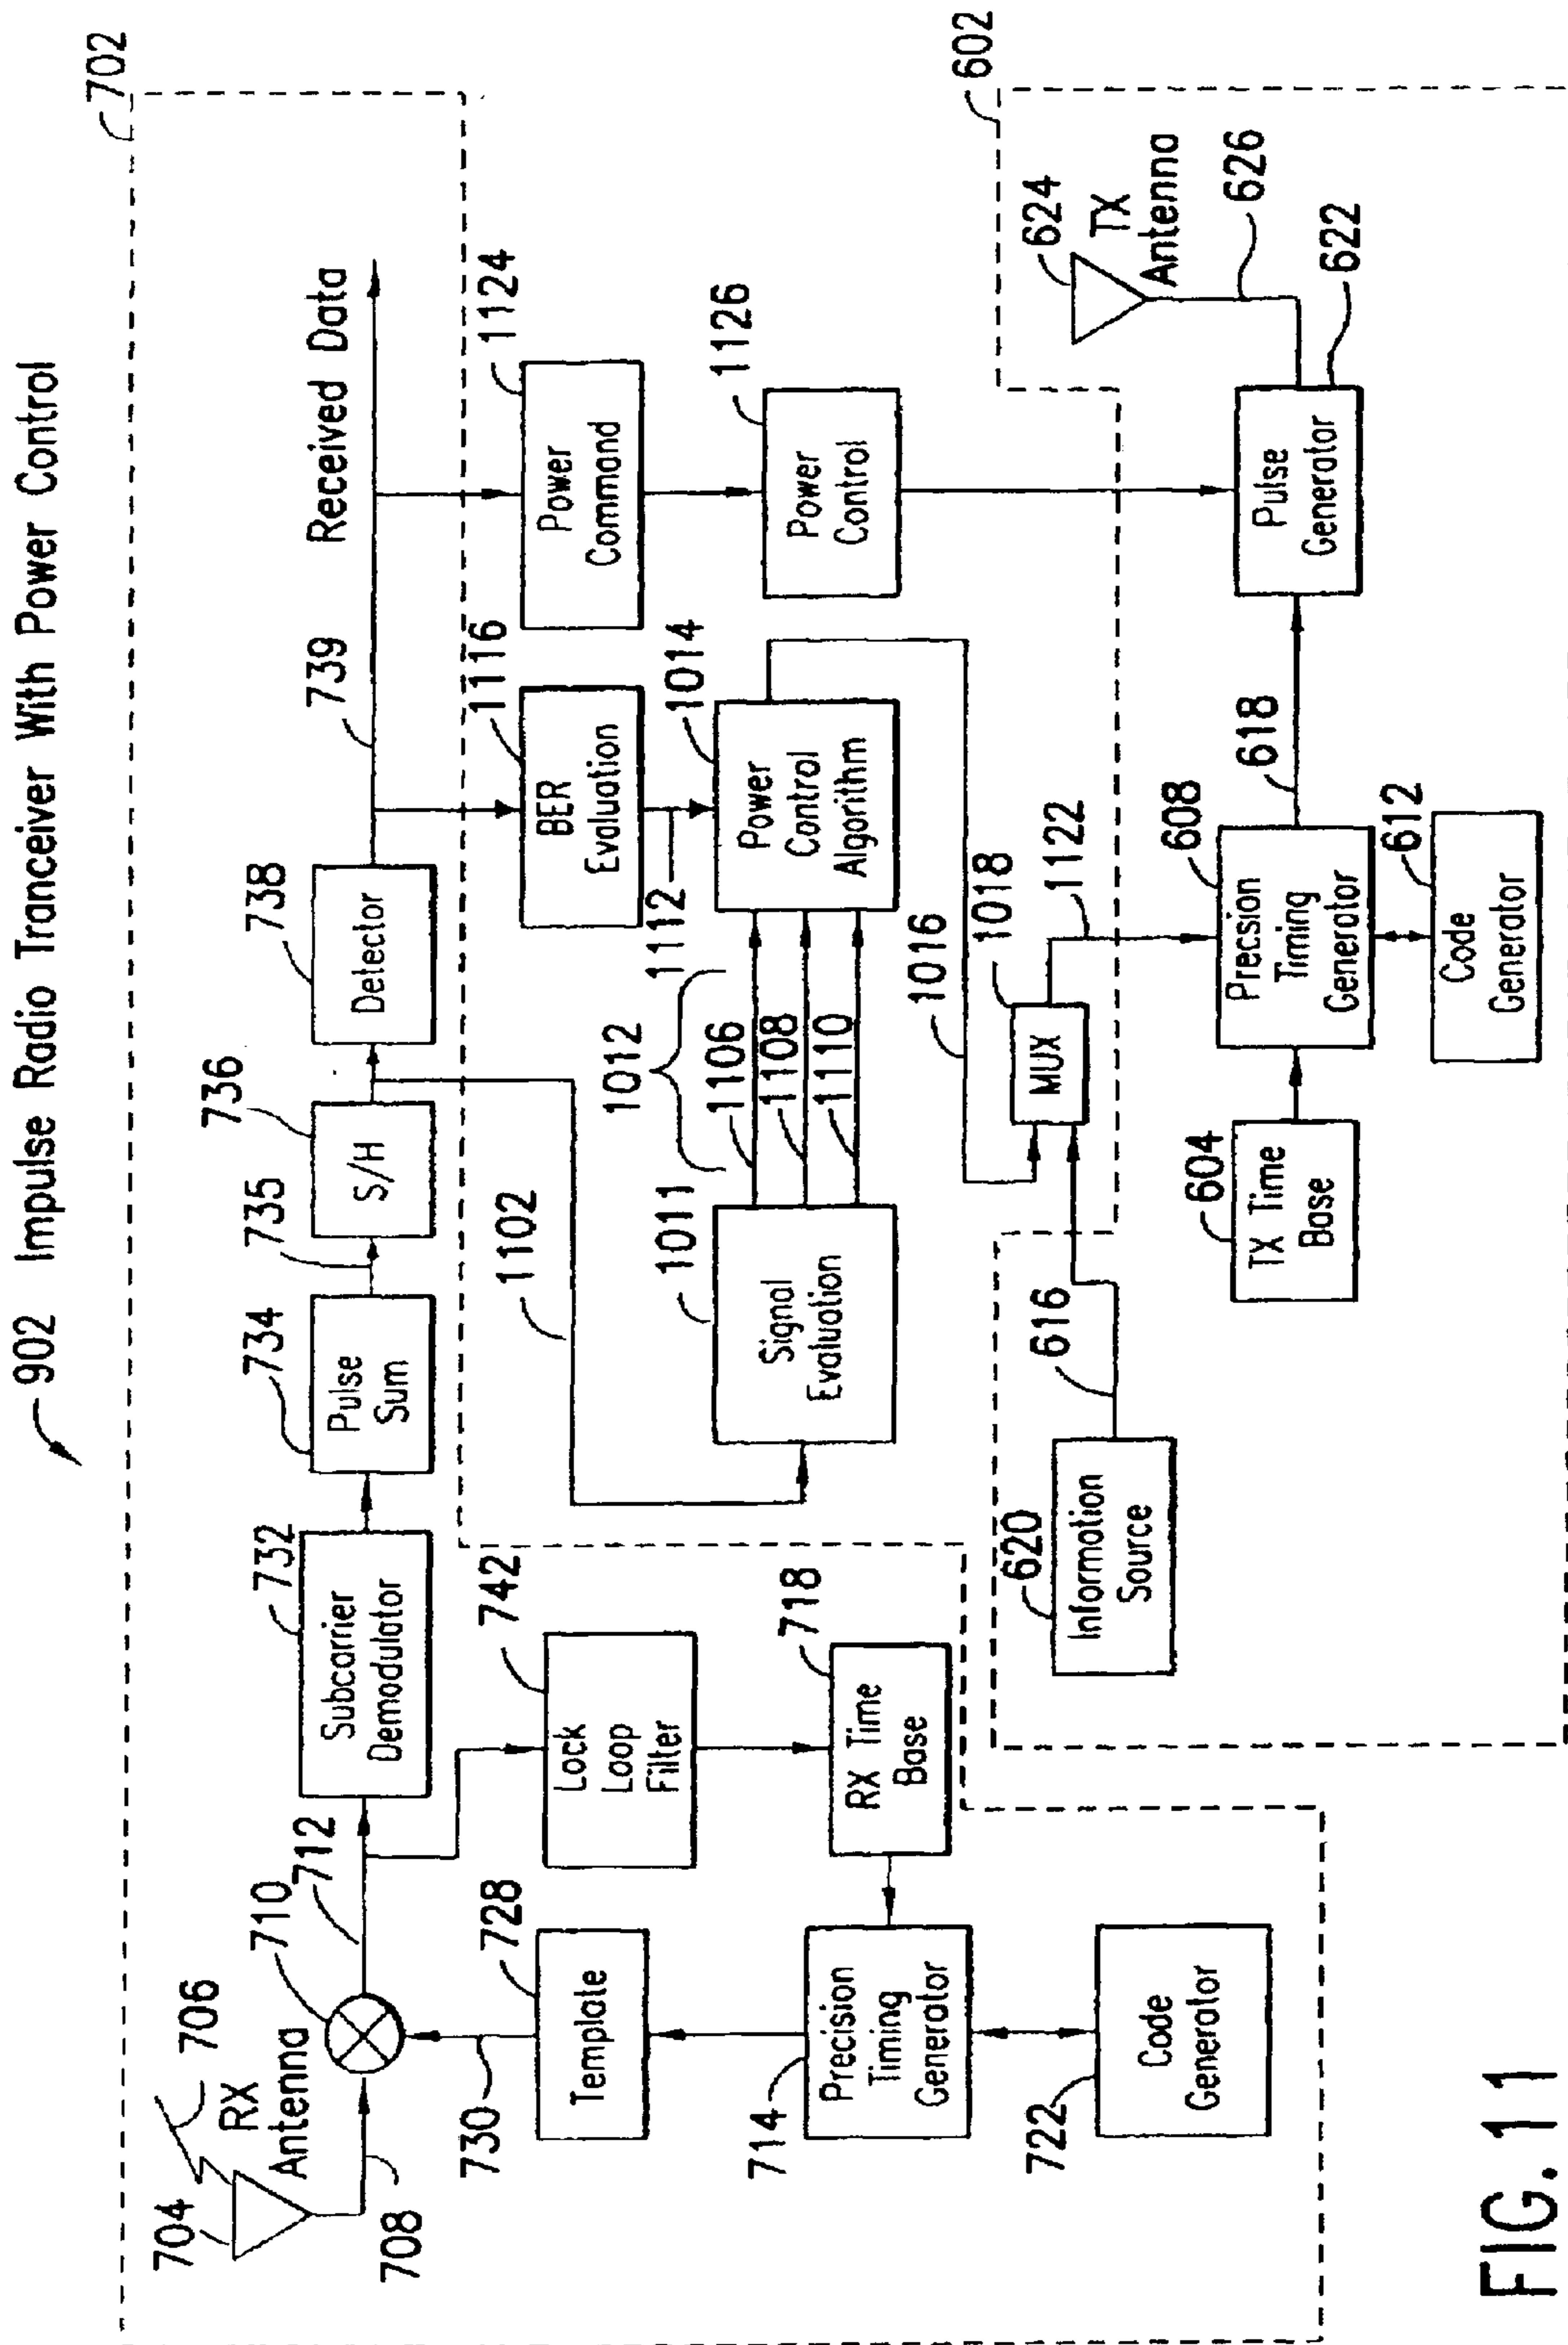 902 Impulse Radio Tranceiver With Power Control
702
704
706
RX
Antenna
708
710
712
732
Subcarrier
Demodulator
734
Pulse
Sum
735
736
S/H
738
Detector
739
Received Data
730
728
Template
742
Lock
Loop
Filter
714
Precision
Timing
Generator
718
RX Time
Base
722
Code
Generator
1102
1011
Signal
Evaluation
1012
1106
1108
1110
1112
1116
BER
Evaluation
1014
Power
Control
Algorithm
1124
Power
Command
1126
Power
Control
1016
1018
MUX
1122
602
620
Information
Source
616
604
TX Time
Base
608
Precsion
Timing
Generator
612
Code
Generator
618
Pulse
Generator
622
624
TX
Antenna
626
FIG. 11